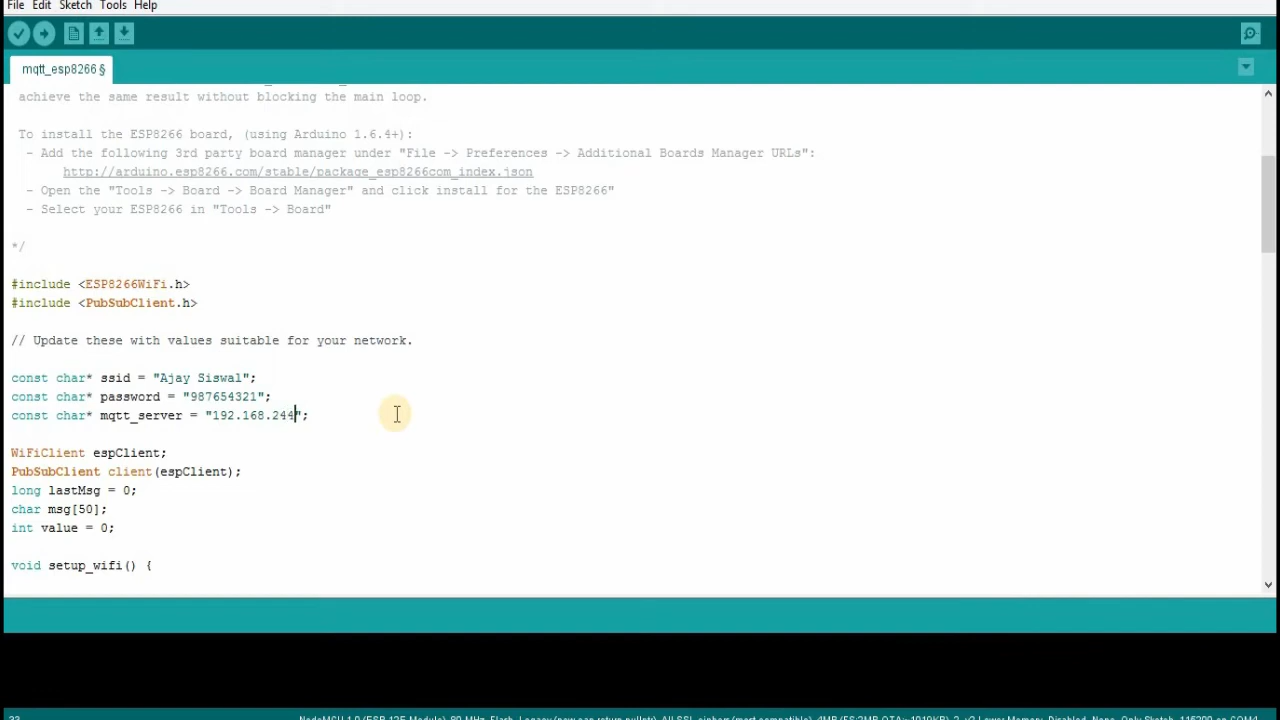 File Edit Sketch Tools Help
mqtt_esp8266 §
achieve the same result without blocking the main loop.
To install the ESP8266 board, (using Arduino 1.6.4+):
- Add the following 3rd party board manager under "File -> Preferences -> Additional Boards Manager URLs":
http://arduino.esp8266.com/stable/package_esp8266com_index.json
- Open the "Tools -> Board -> Board Manager" and click install for the ESP8266"
- Select your ESP8266 in "Tools -> Board"
*/
#include <ESP8266WiFi.h>
#include <PubSubClient.h>
// Update these with values suitable for your network.
const char* ssid = "Ajay Siswal";
const char* password = "987654321";
const char* mqtt_server = "192.168.244";
WiFiClient espClient;
PubSubClient client(espClient);
long lastMsg = 0;
char msg[50];
int value = 0;
void setup_wifi() {